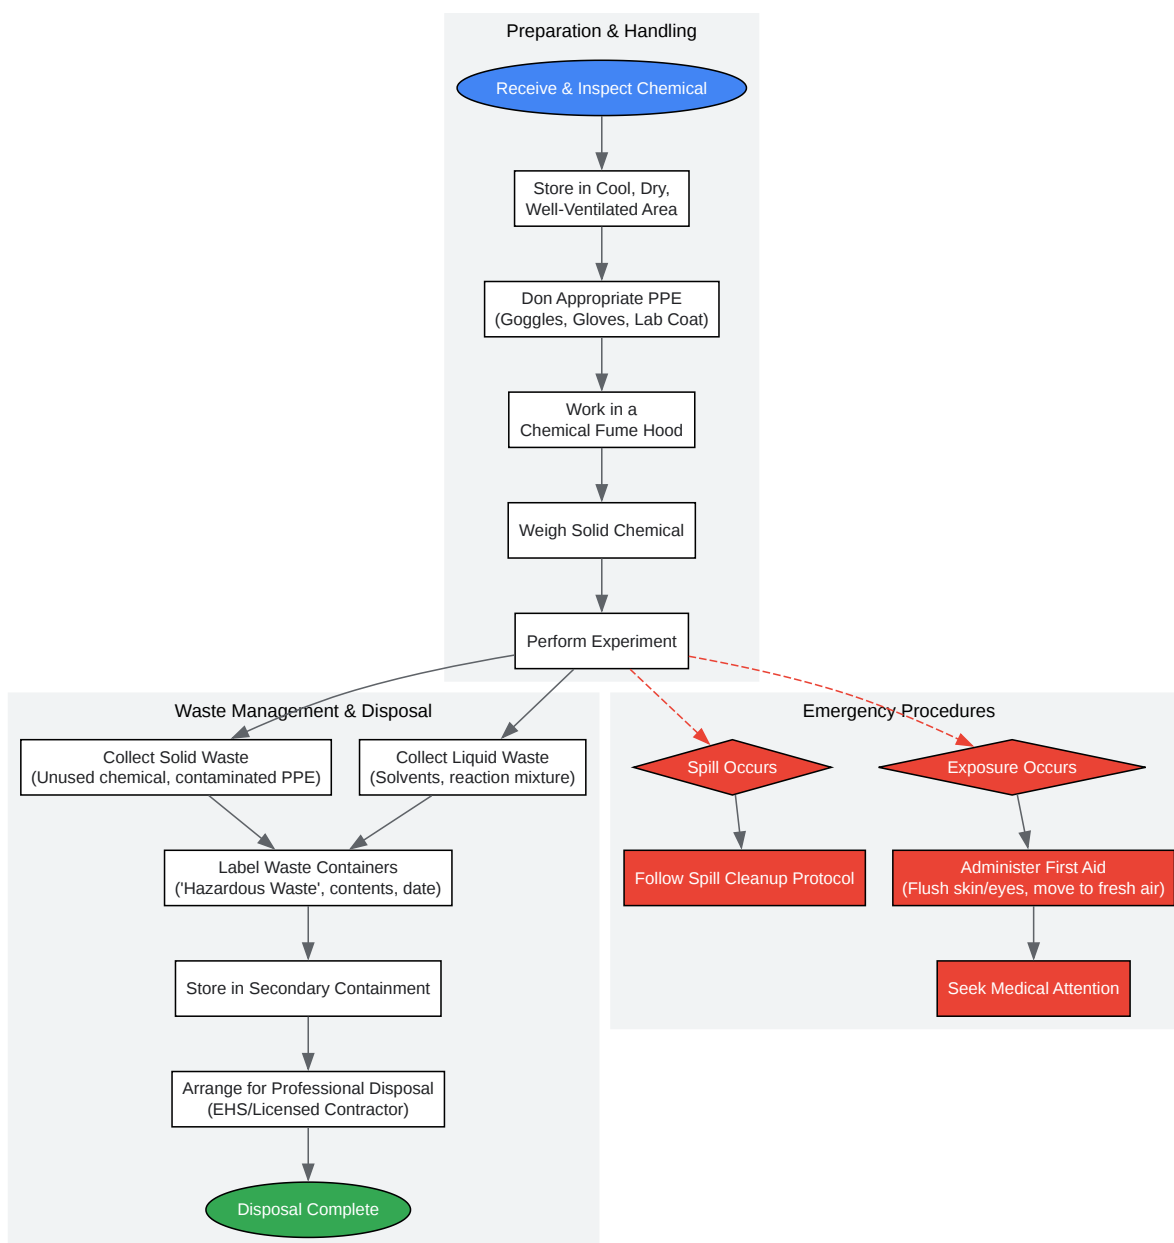 Preparation & Handling
Receive & Inspect Chemical
Store in Cool, Dry,
Well-Ventilated Area
Don Appropriate PPE
(Goggles, Gloves, Lab Coat)
Work in a
Chemical Fume Hood
Weigh Solid Chemical
Perform Experiment
Waste Management & Disposal
Collect Solid Waste
(Unused chemical, contaminated PPE)
Collect Liquid Waste
(Solvents, reaction mixture)
Label Waste Containers
('Hazardous Waste', contents, date)
Store in Secondary Containment
Arrange for Professional Disposal
(EHS/Licensed Contractor)
Disposal Complete
Emergency Procedures
Spill Occurs
Exposure Occurs
Follow Spill Cleanup Protocol
Administer First Aid
(Flush skin/eyes, move to fresh air)
Seek Medical Attention